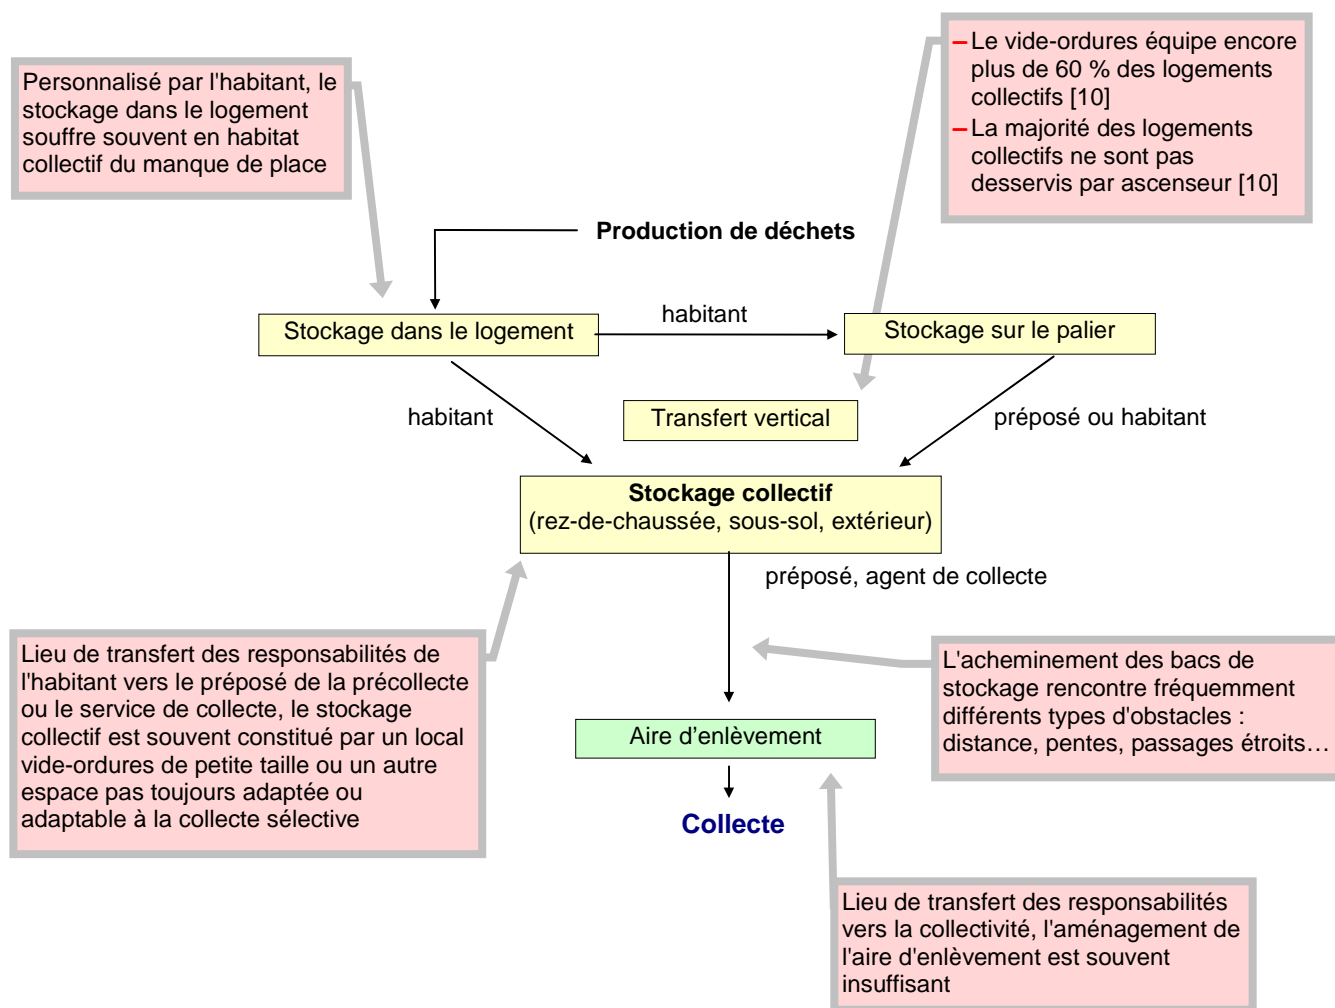 – Le vide-ordures équipe encore
plus de 60 % des logements
collectifs [10]
– La majorité des logements
collectifs ne sont pas
desservis par ascenseur [10]
Personnalisé par l'habitant, le
stockage dans le logement
souffre souvent en habitat
collectif du manque de place
Production de déchets
habitant
Stockage dans le logement
Stockage sur le palier
habitant
Transfert vertical
préposé ou habitant
Stockage collectif
(rez-de-chaussée, sous-sol, extérieur)
préposé, agent de collecte
Lieu de transfert des responsabilités de
l'habitant vers le préposé de la précollecte
ou le service de collecte, le stockage
collectif est souvent constitué par un local
vide-ordures de petite taille ou un autre
espace pas toujours adaptée ou
adaptable à la collecte sélective
L'acheminement des bacs de
stockage rencontre fréquemment
différents types d'obstacles :
distance, pentes, passages étroits…
Aire d’enlèvement
Collecte
Lieu de transfert des responsabilités
vers la collectivité, l'aménagement de
l'aire d'enlèvement est souvent
insuffisant